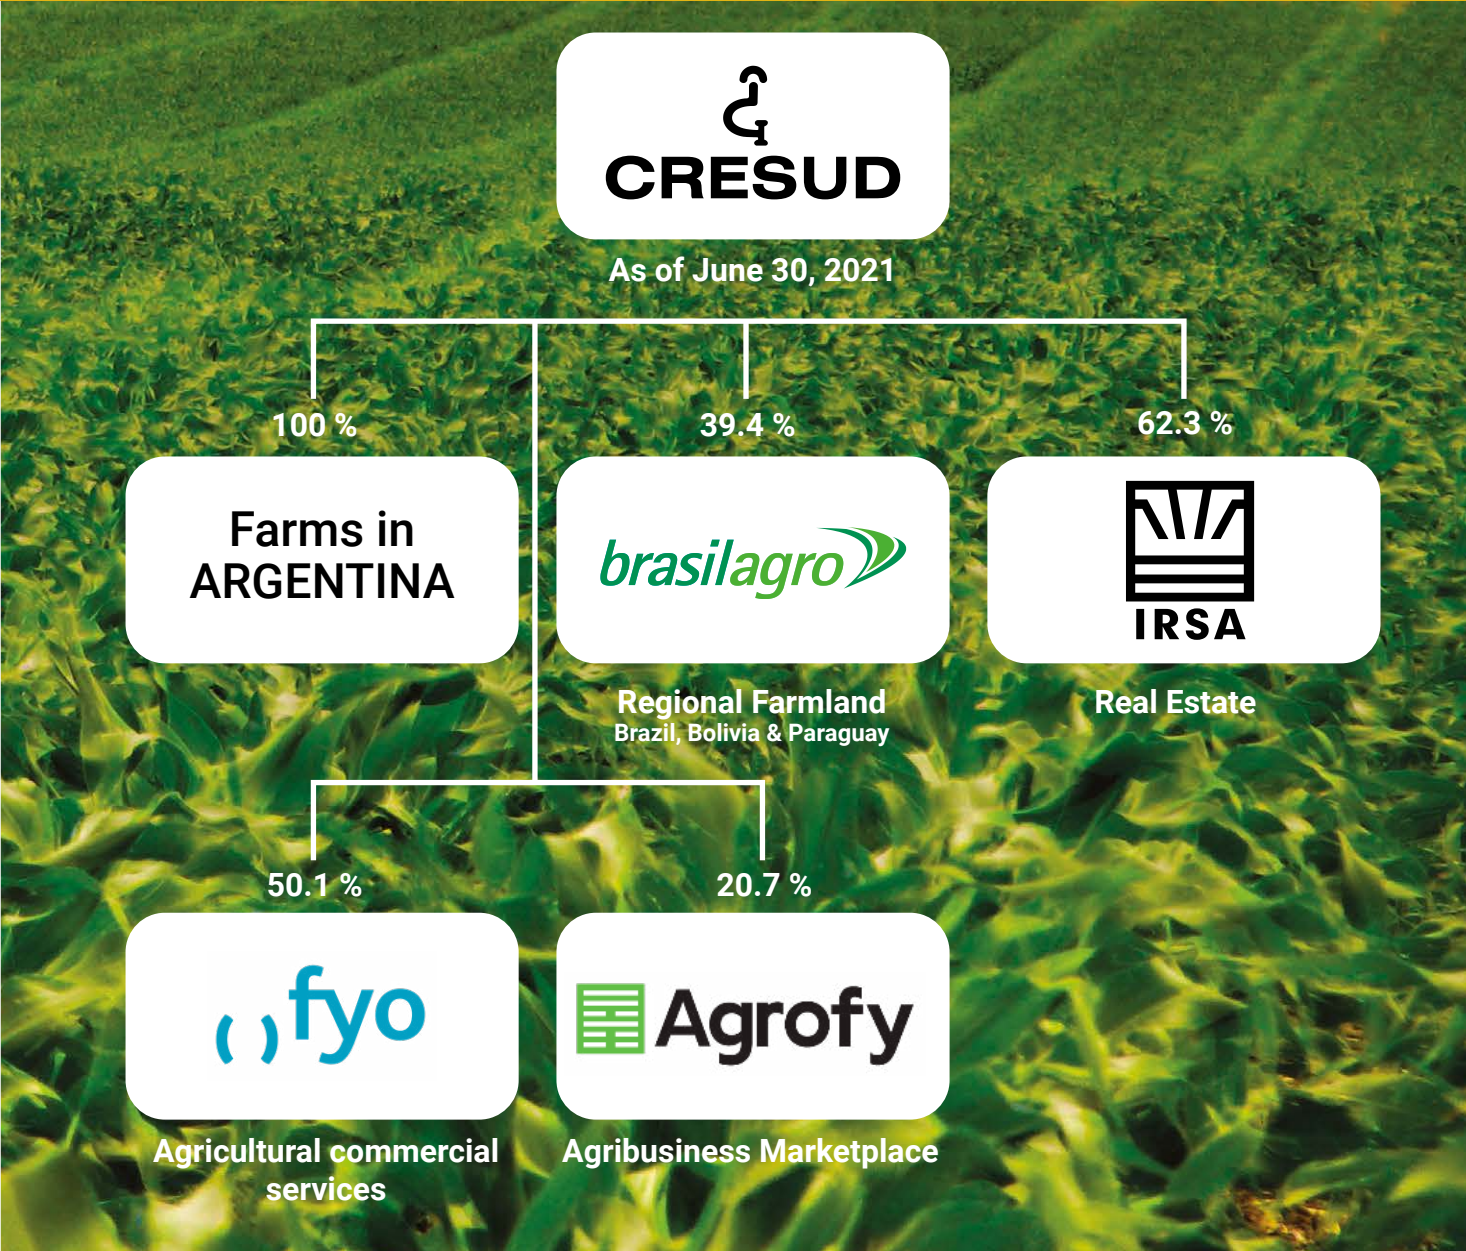 CRESUD
As of June 30, 2021
100 %
39.4 %
62.3 %
Farms in
ARGENTINA
brasilagro
IRSA
Regional Farmland
Brazil, Bolivia & Paraguay
Real Estate
50.1 %
20.7 %
fyo
Agrofy
Agricultural commercial
services
Agribusiness Marketplace